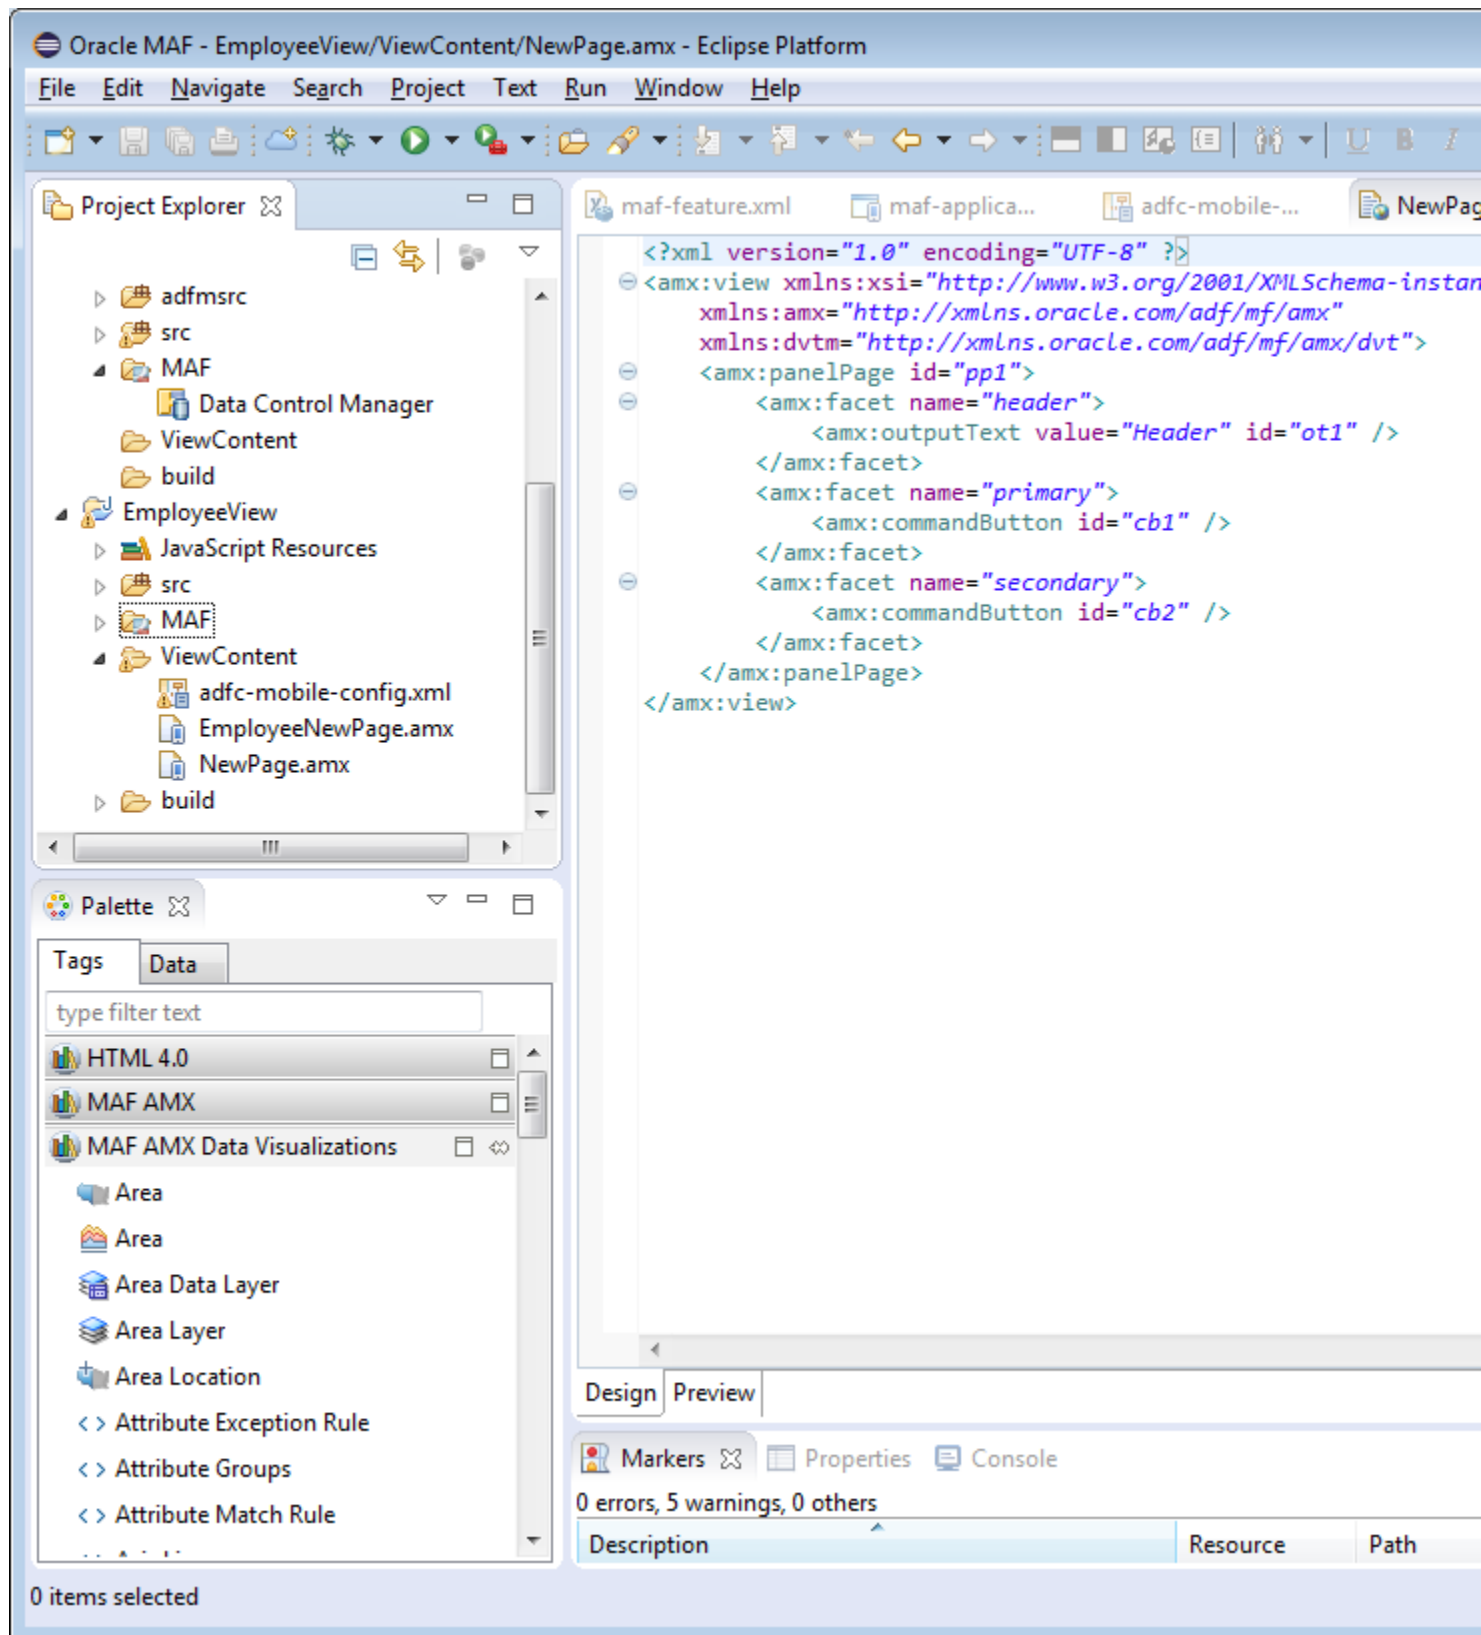 Oracle MAF - EmployeeView/ViewContent/NewPage.amx - Eclipse Platform
File Edit Navigate Search Project Text Run Window Help
Project Explorer
adfmsrc
src
MAF
Data Control Manager
ViewContent
build
EmployeeView
JavaScript Resources
src
MAF
ViewContent
adfc-mobile-config.xml
EmployeeNewPage.amx
NewPage.amx
build
Palette
Tags Data
type filter text
HTML 4.0
MAF AMX
MAF AMX Data Visualizations
Area
Area
Area Data Layer
Area Layer
Area Location
Attribute Exception Rule
Attribute Groups
Attribute Match Rule
maf-feature.xml maf-applica... adfc-mobile-... NewPag
<?xml version="1.0" encoding="UTF-8" ?>
<amx:view xmlns:xsi="http://www.w3.org/2001/XMLSchema-instan
xmlns:amx="http://xmlns.oracle.com/adf/mf/amx"
xmlns:dvtm="http://xmlns.oracle.com/adf/mf/amx/dvt">
<amx:panelPage id="pp1">
<amx:facet name="header">
<amx:outputText value="Header" id="ot1" />
</amx:facet>
<amx:facet name="primary">
<amx:commandButton id="cb1" />
</amx:facet>
<amx:facet name="secondary">
<amx:commandButton id="cb2" />
</amx:facet>
</amx:panelPage>
</amx:view>
Design Preview
Markers Properties Console
0 errors, 5 warnings, 0 others
Description Resource Path
0 items selected